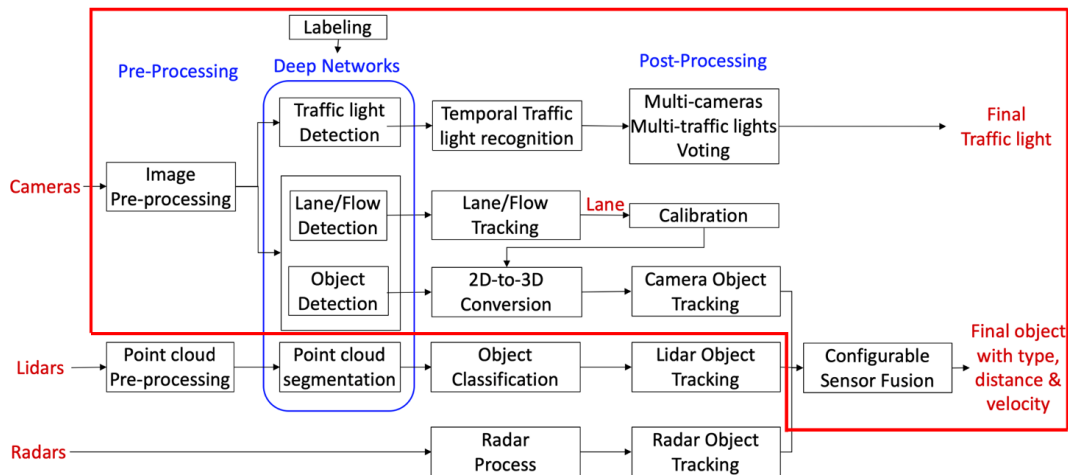 Labeling
Pre-Processing
Deep Networks
Post-Processing
Traffic light
Detection
Temporal Traffic
light recognition
Multi-cameras
Multi-traffic lights
Voting
Final
Traffic light
Cameras
Image
Pre-processing
Lane/Flow
Detection
Lane/Flow
Tracking
Lane
Calibration
Object
Detection
2D-to-3D
Conversion
Camera Object
Tracking
Lidars
Point cloud
Pre-processing
Point cloud
segmentation
Object
Classification
Lidar Object
Tracking
Configurable
Sensor Fusion
Final object
with type,
distance &
velocity
Radars
Radar
Process
Radar Object
Tracking